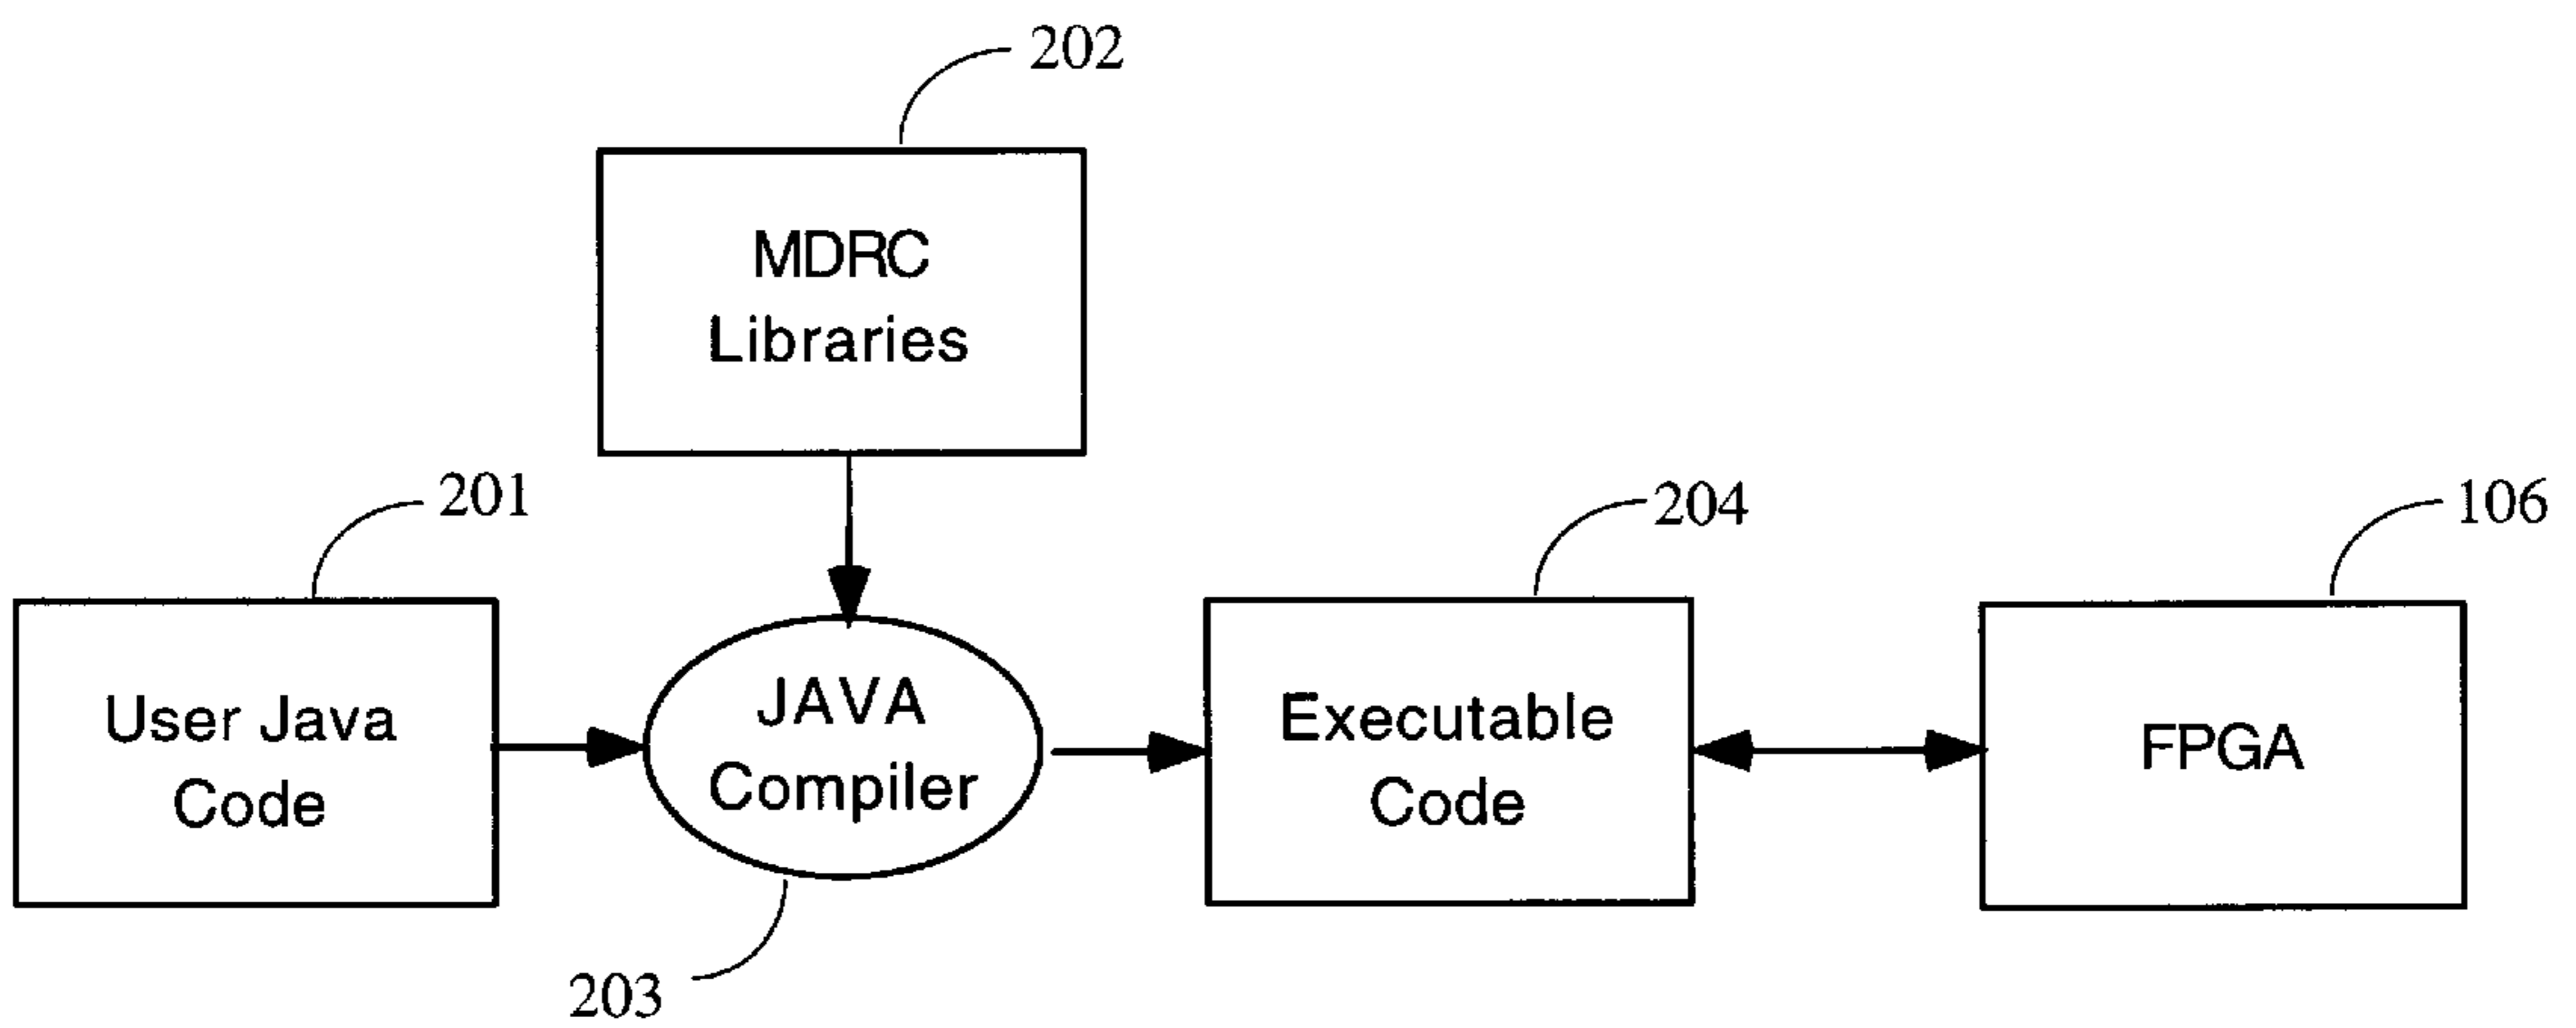 202
MDRC
Libraries
201
204
106
User Java
Code
JAVA
Compiler
Executable
Code
FPGA
203